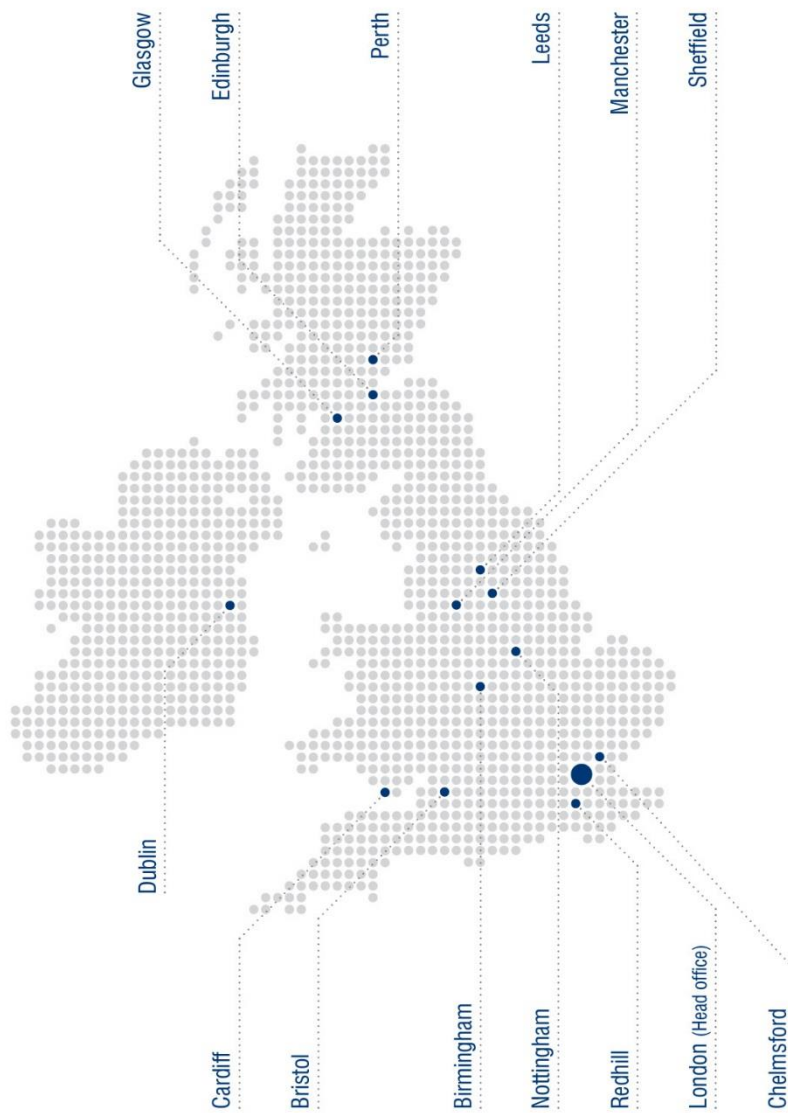 Glasgow
Edinburgh
Perth
Leeds
Manchester
Sheffield
Dublin
Cardiff
Bristol
Birmingham
Nottingham
Redhill
London (Head office)
Chelmsford